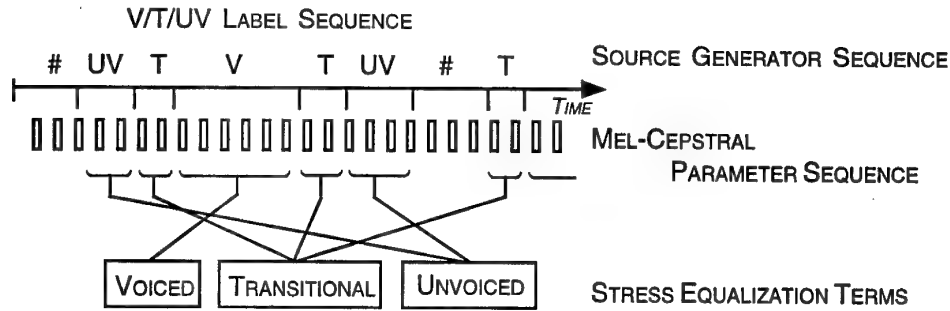 V/T/UV LABEL SEQUENCE
# UV T V T UV # T
SOURCE GENERATOR SEQUENCE
TIME
MEL-CEPSTRAL
PARAMETER SEQUENCE
VOICED TRANSITIONAL UNVOICED
STRESS EQUALIZATION TERMS